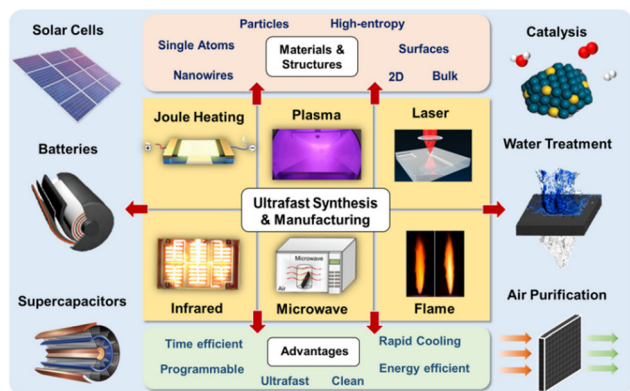 Solar Cells
Batteries
Supercapacitors
Particles
High-entropy
Single Atoms
Materials &
Structures
Surfaces
Nanowires
2D
Bulk
Joule Heating
Plasma
Laser
Ultrafast Synthesis
& Manufacturing
Infrared
Microwave
Air
Microwave
Flame
Time efficient
Advantages
Rapid Cooling
Programmable
Ultrafast
Clean
Energy efficient
Catalysis
Water Treatment
Air Purification